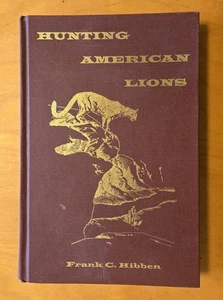 HUNTING
AMERICAN
LIONS
Frank C. Hibben